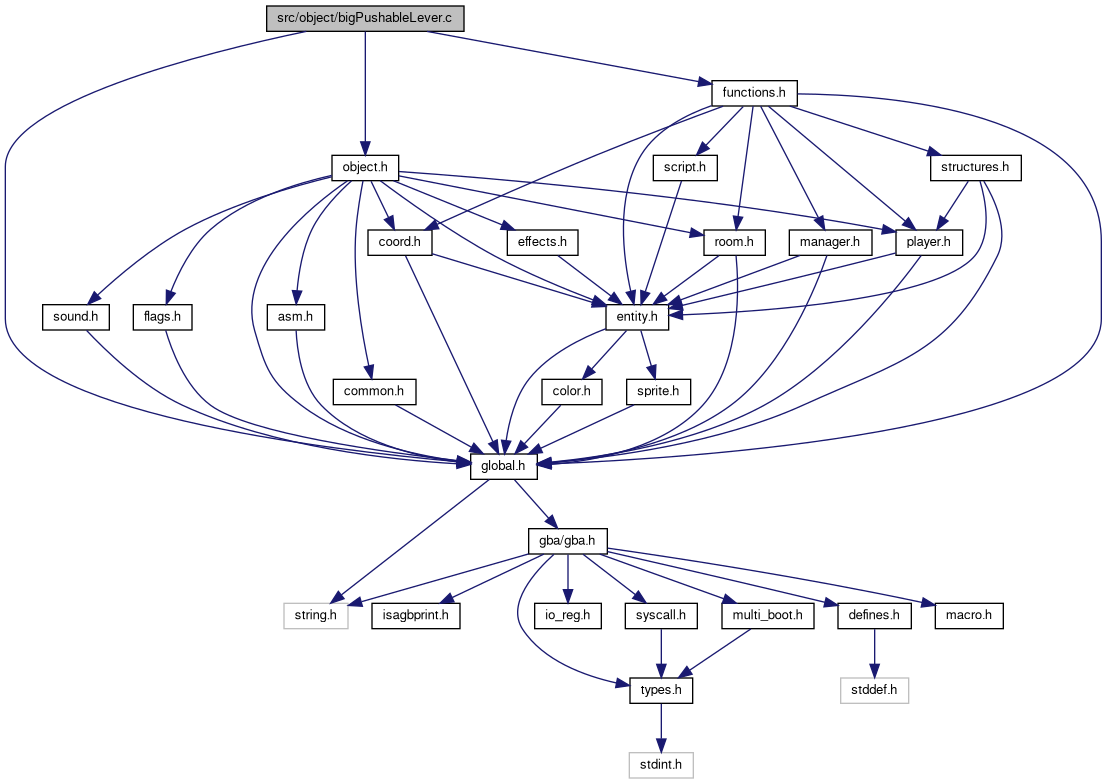 src/object/bigPushableLever.c
functions.h
object.h
script.h
structures.h
coord.h
effects.h
room.h
manager.h
player.h
sound.h
flags.h
asm.h
entity.h
common.h
color.h
sprite.h
global.h
gba/gba.h
string.h
isagbprint.h
io_reg.h
syscall.h
multi_boot.h
defines.h
macro.h
types.h
stddef.h
stdint.h